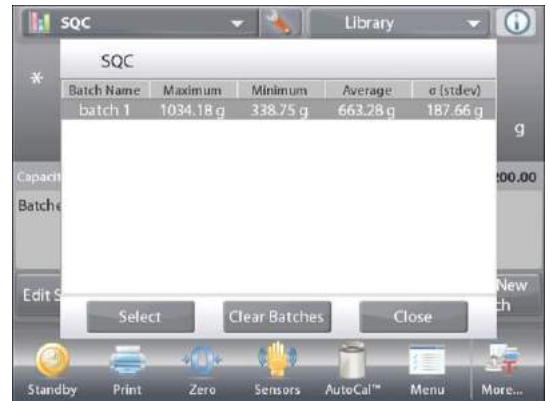 SQC Library
SQC
Batch Name Maximum Minimum Average σ (stdev)
batch 1 1034.18 g 338.75 g 663.28 g 187.66 g
*
g
Capacit 200.00
Batche
Edit S New
ch
Select Clear Batches Close
Standby Print Zero Sensors AutoCal™ Menu More...